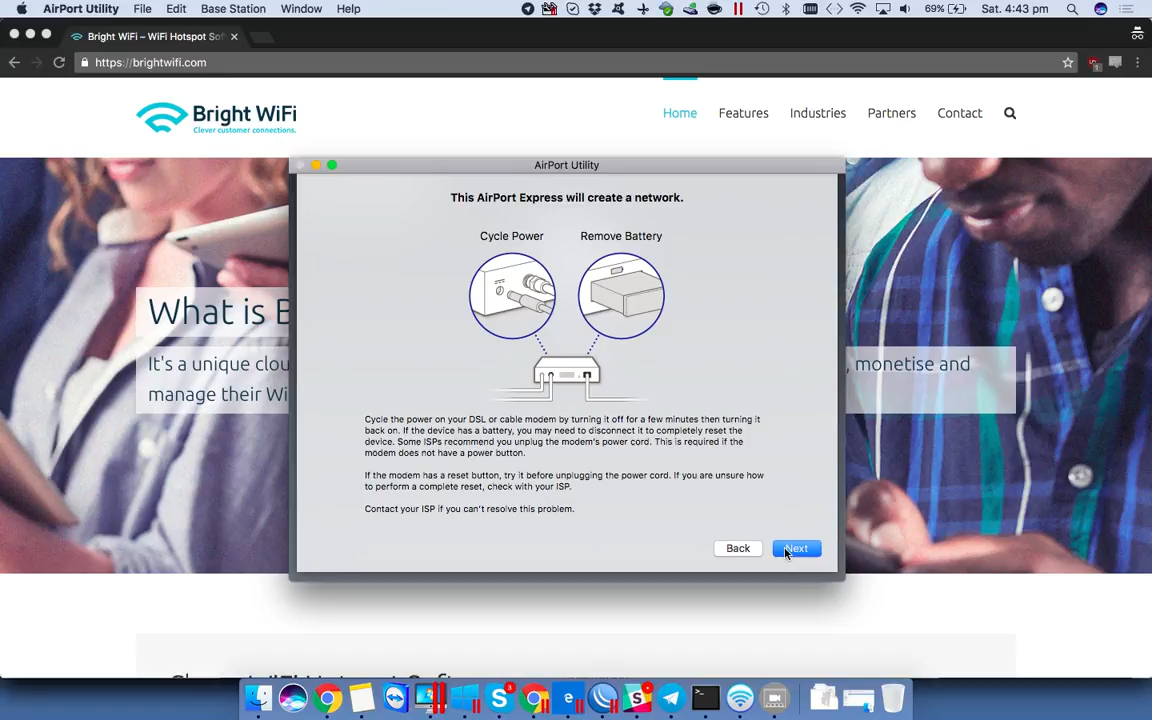 AirPort Utility File Edit Base Station Window Help 69% Sat. 4:43 pm
Bright WiFi – WiFi Hotspot Sof
https://brightwifi.com
Bright WiFi
Clever customer connections.
Home Features Industries Partners Contact
AirPort Utility
This AirPort Express will create a network.
Cycle Power Remove Battery
What is B
It's a unique clou , monetise and
manage their Wi
Cycle the power on your DSL or cable modem by turning it off for a few minutes then turning it
back on. If the device has a battery, you may need to disconnect it to completely reset the
device. Some ISPs recommend you unplug the modem's power cord. This is required if the
modem does not have a power button.
If the modem has a reset button, try it before unplugging the power cord. If you are unsure how
to perform a complete reset, check with your ISP.
Contact your ISP if you can't resolve this problem.
Back Next